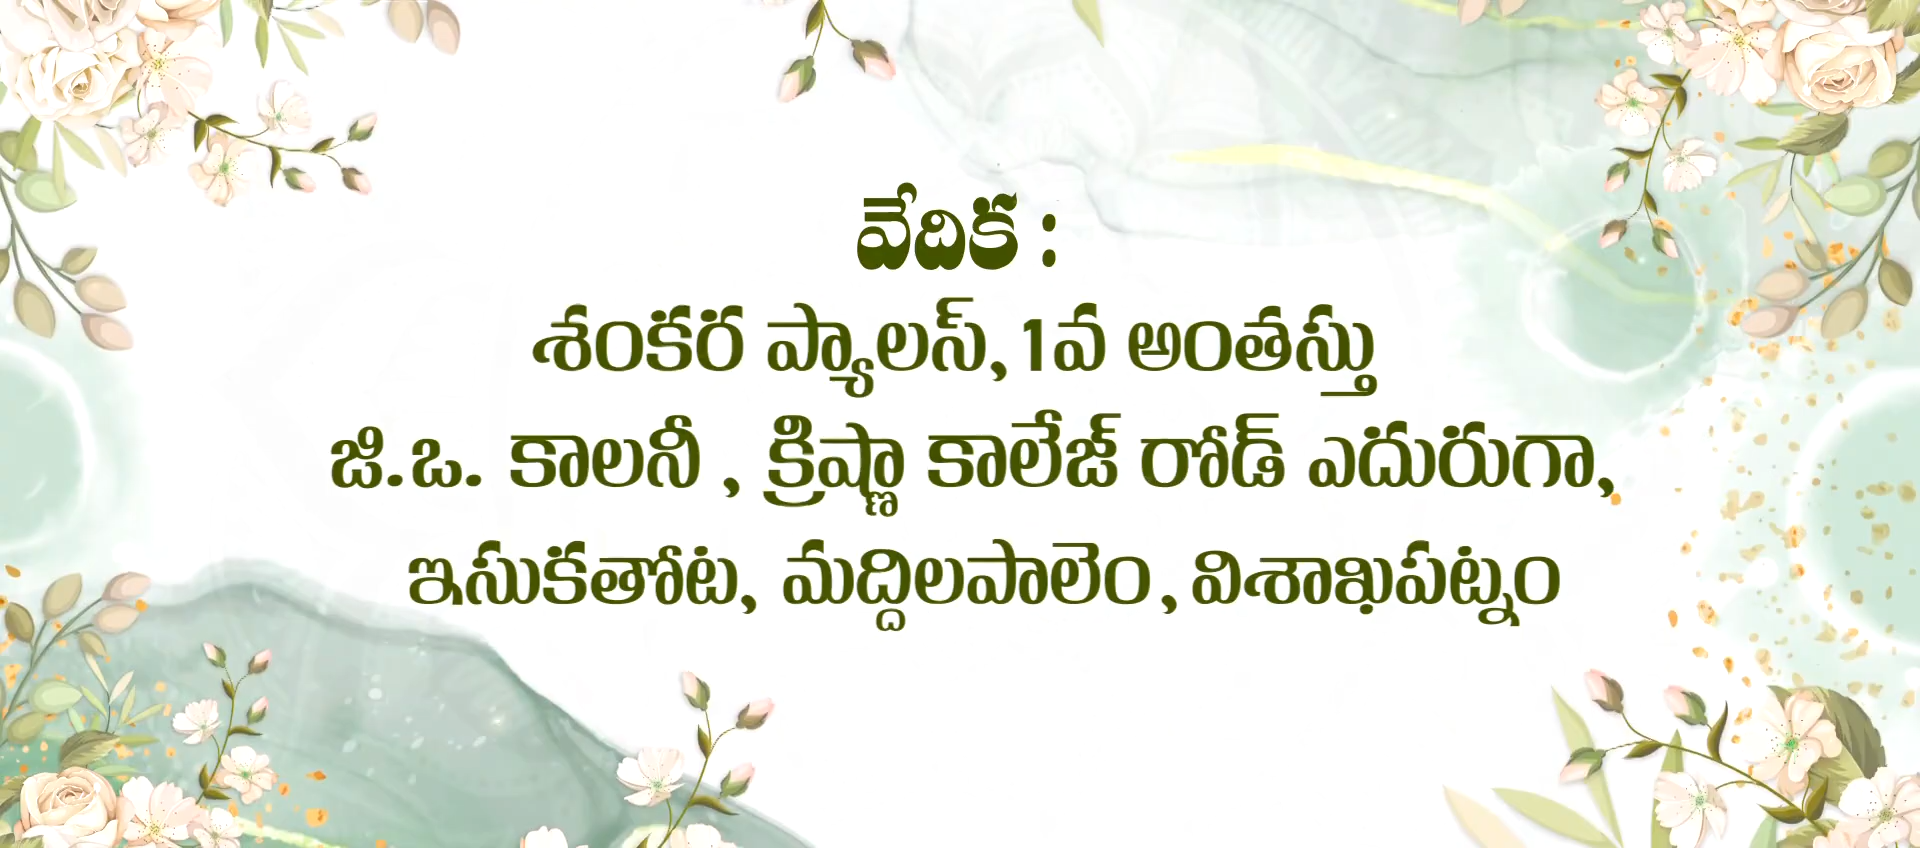 వేదిక :
శంకర ప్యాలస్, 1వ అంతస్తు
జి.ఒ. కాలనీ , క్రిష్ణా కాలేజ్ రోడ్ ఎదురుగా,
ఇసుకతోట, మద్దిలపాలెం, విశాఖపట్నం